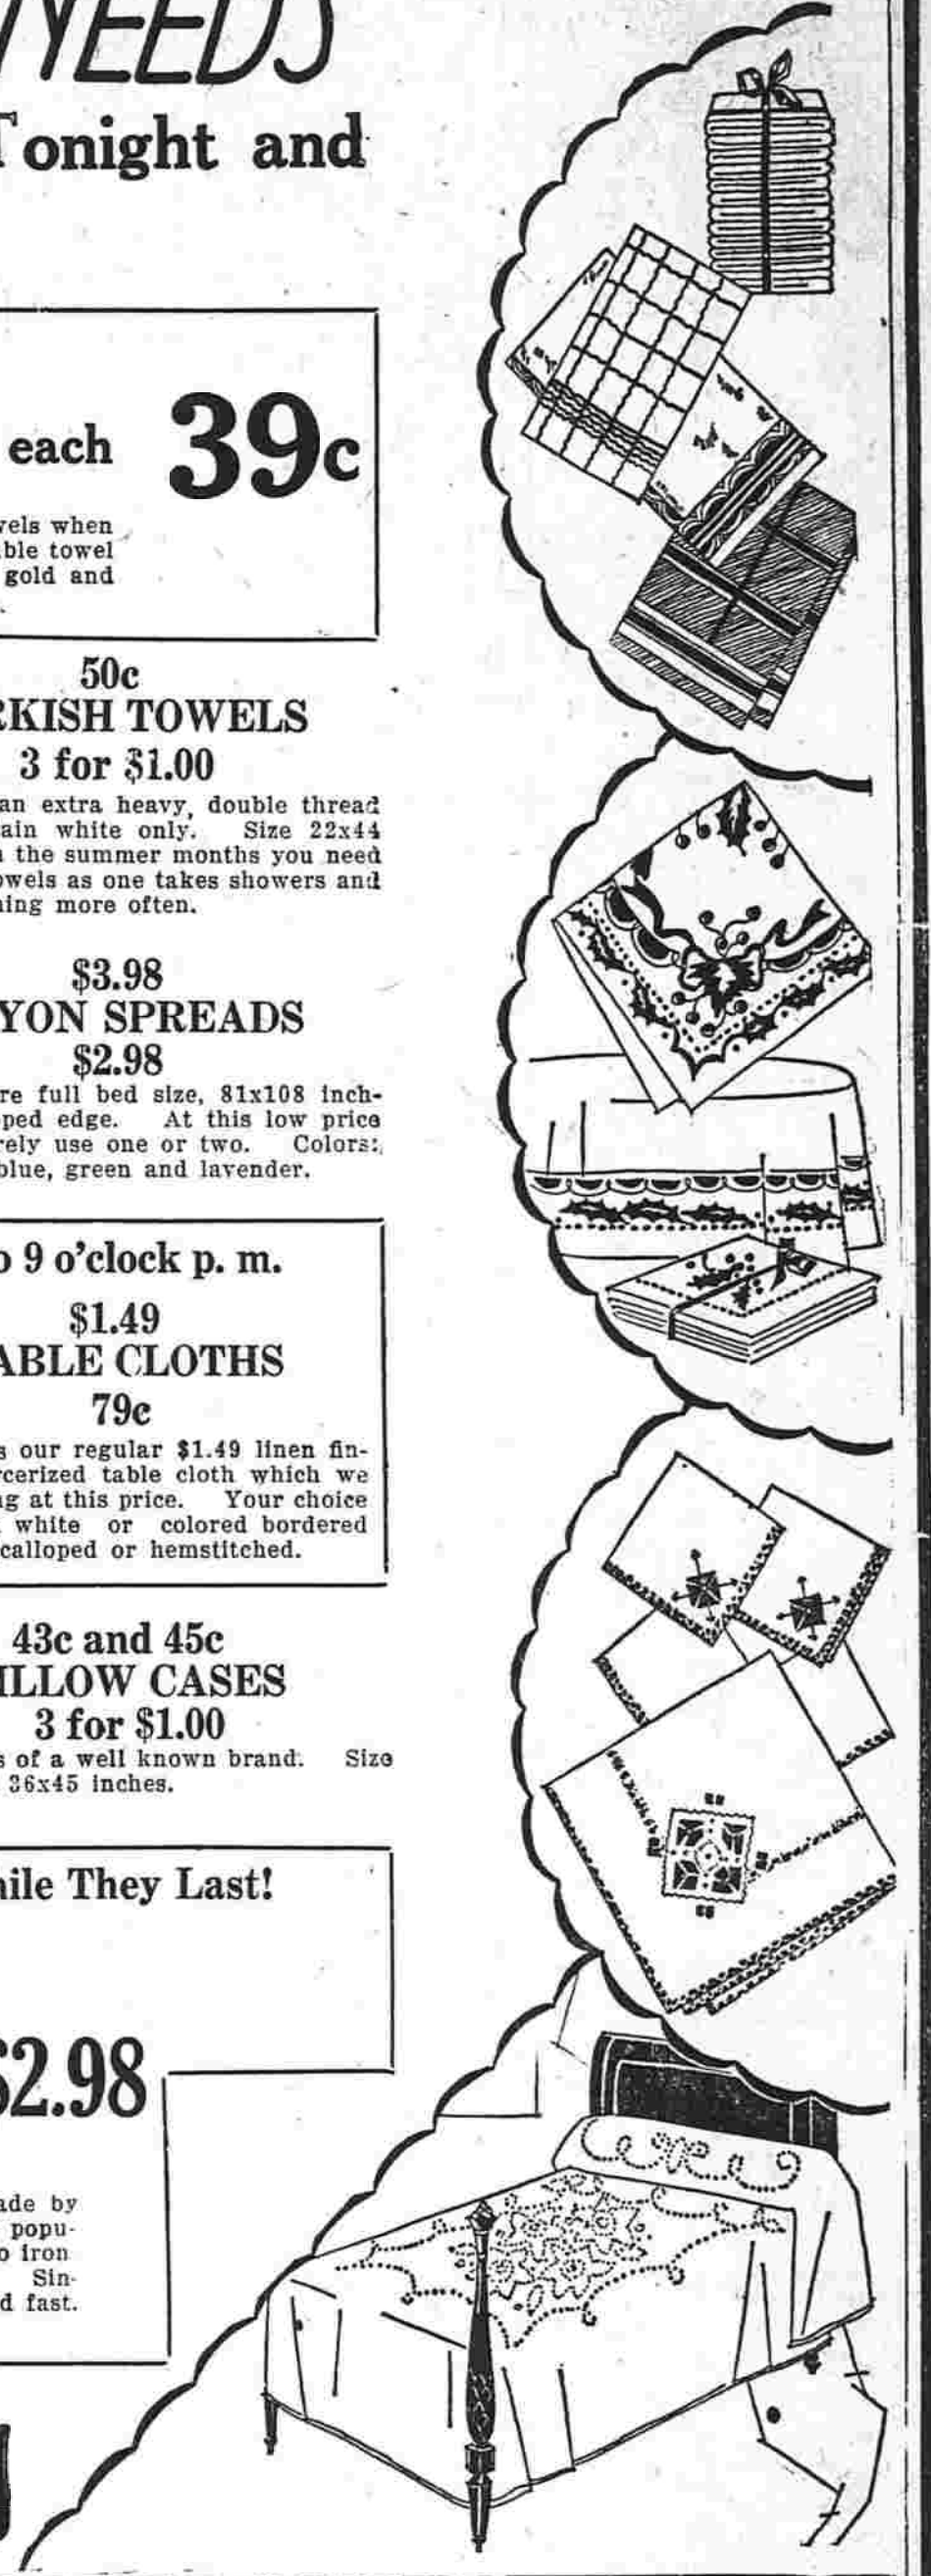 NEEDS
Tonight and
each 39c
vels when
ble towel
gold and
50c
RKISH TOWELS
3 for $1.00
an extra heavy, double thread
ain white only. Size 22x44
the summer months you need
owels as one takes showers and
ing more often.
$3.98
YON SPREADS
$2.98
re full bed size, 81x108 inch-
ped edge. At this low price
rely use one or two. Colors:
blue, green and lavender.
o 9 o'clock p. m.
$1.49
ABLE CLOTHS
79c
s our regular $1.49 linen fin-
rcerized table cloth which we
ng at this price. Your choice
white or colored bordered
calloped or hemstitched.
43c and 45c
ILLOW CASES
3 for $1.00
s of a well known brand. Size
36x45 inches.
ile They Last!
$2.98
ade by
popu-
o iron
Sin-
d fast.